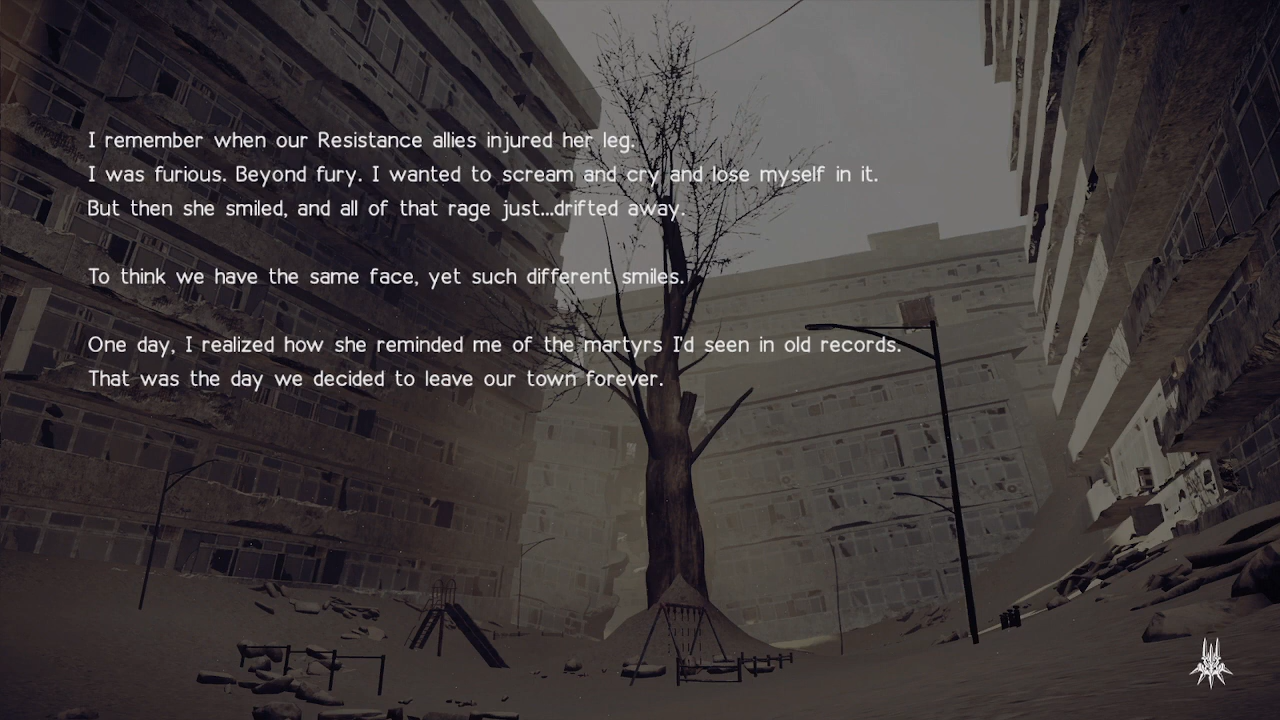 I remember when our Resistance allies injured her leg.
I was furious. Beyond fury. I wanted to scream and cry and lose myself in it.
But then she smiled, and all of that rage just...drifted away.
To think we have the same face, yet such different smiles.
One day, I realized how she reminded me of the martyrs I'd seen in old records.
That was the day we decided to leave our town forever.